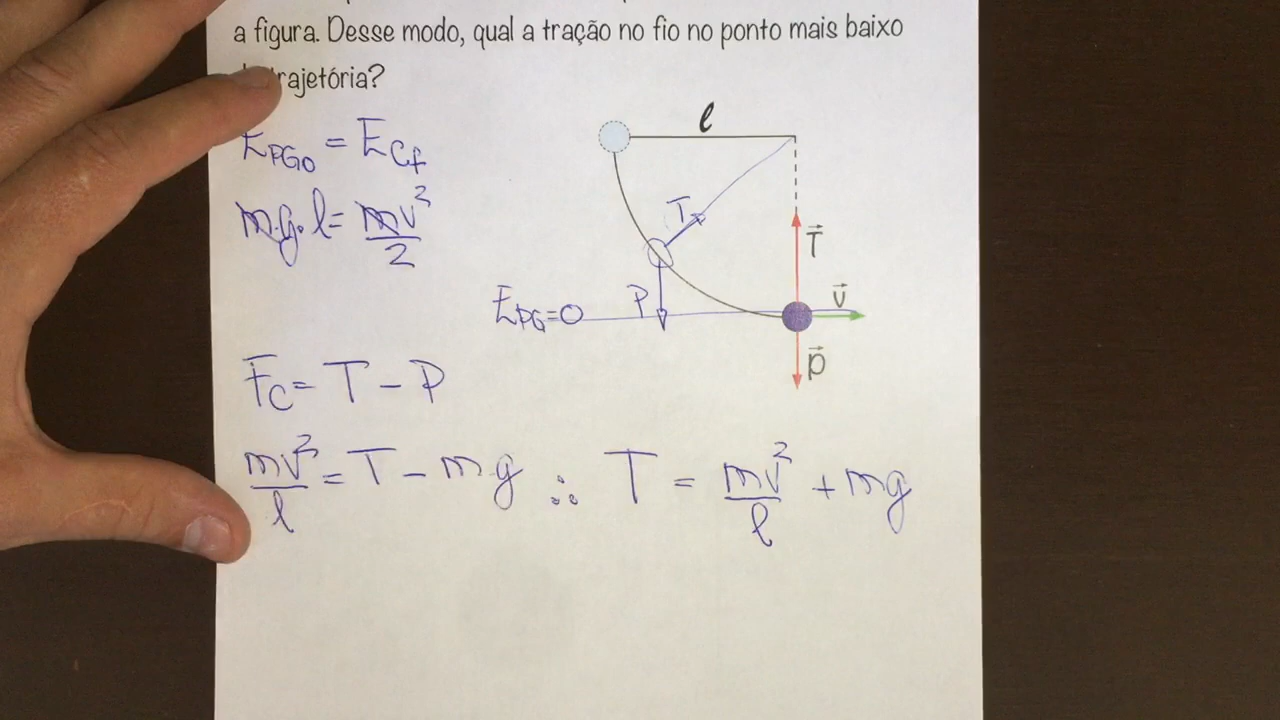 a figura. Desse modo, qual a tração no fio no ponto mais baixo
rajetória?
E_PG0 = E_Cf
m.g.l = mv²/2
l
T
T⃗
v⃗
P
E_PG=0
p⃗
F_C = T - P
mv²/l = T - mg ∴ T = mv²/l + mg